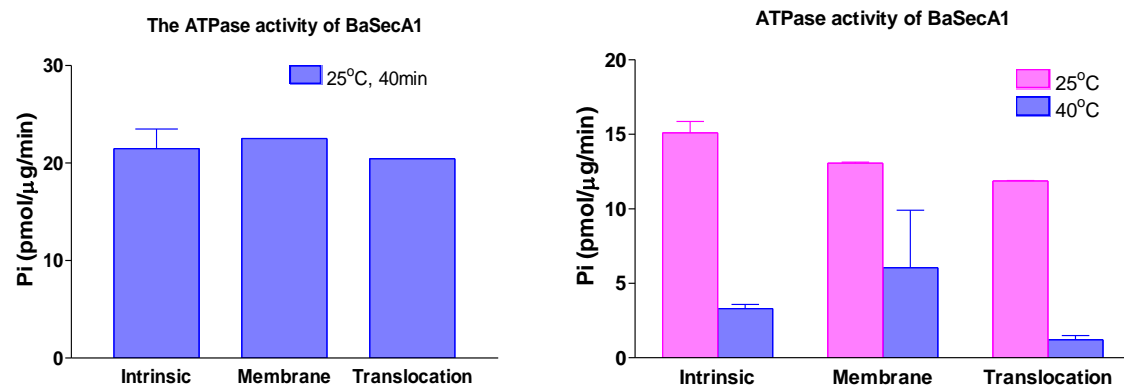 The ATPase activity of BaSecA1
30
20
10
0
Pi (pmol/μg/min)
25°C, 40min
Intrinsic Membrane Translocation
ATPase activity of BaSecA1
20
15
10
5
0
Pi (pmol/μg/min)
25°C
40°C
Intrinsic Membrane Translocation